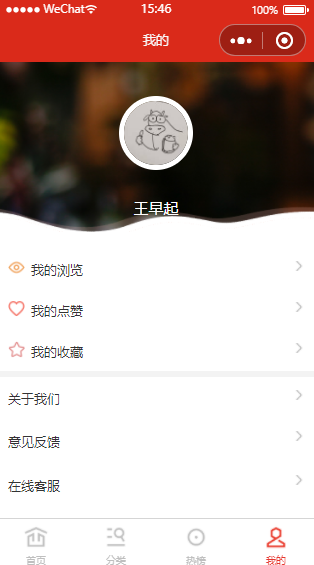 WeChat 15:46 100%
我的
王早起
我的浏览
我的点赞
我的收藏
关于我们
意见反馈
在线客服
首页 分类 热榜 我的